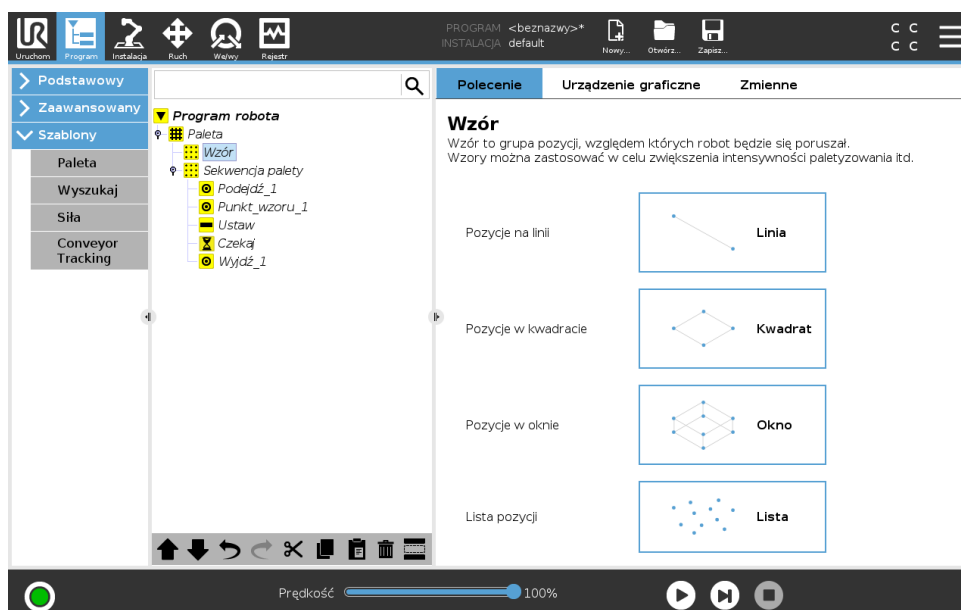 UR
PROGRAM <beznazwy>*
INSTALACJA default
Uruchom Program Instalacja Ruch We/wy Rejestr Nowy... Otwórz... Zapisz...
C C
C C
Podstawowy
Zaawansowany
Szablony
Paleta
Wyszukaj
Siła
Conveyor
Tracking
Program robota
Paleta
Wzór
Sekwencja palety
Podejdź_1
Punkt_wzoru_1
Ustaw
Czekaj
Wyjdź_1
Polecenie Urządzenie graficzne Zmienne
Wzór
Wzór to grupa pozycji, względem których robot będzie się poruszał.
Wzory można zastosować w celu zwiększenia intensywności paletyzowania itd.
Pozycje na linii Linia
Pozycje w kwadracie Kwadrat
Pozycje w oknie Okno
Lista pozycji Lista
Prędkość 100%